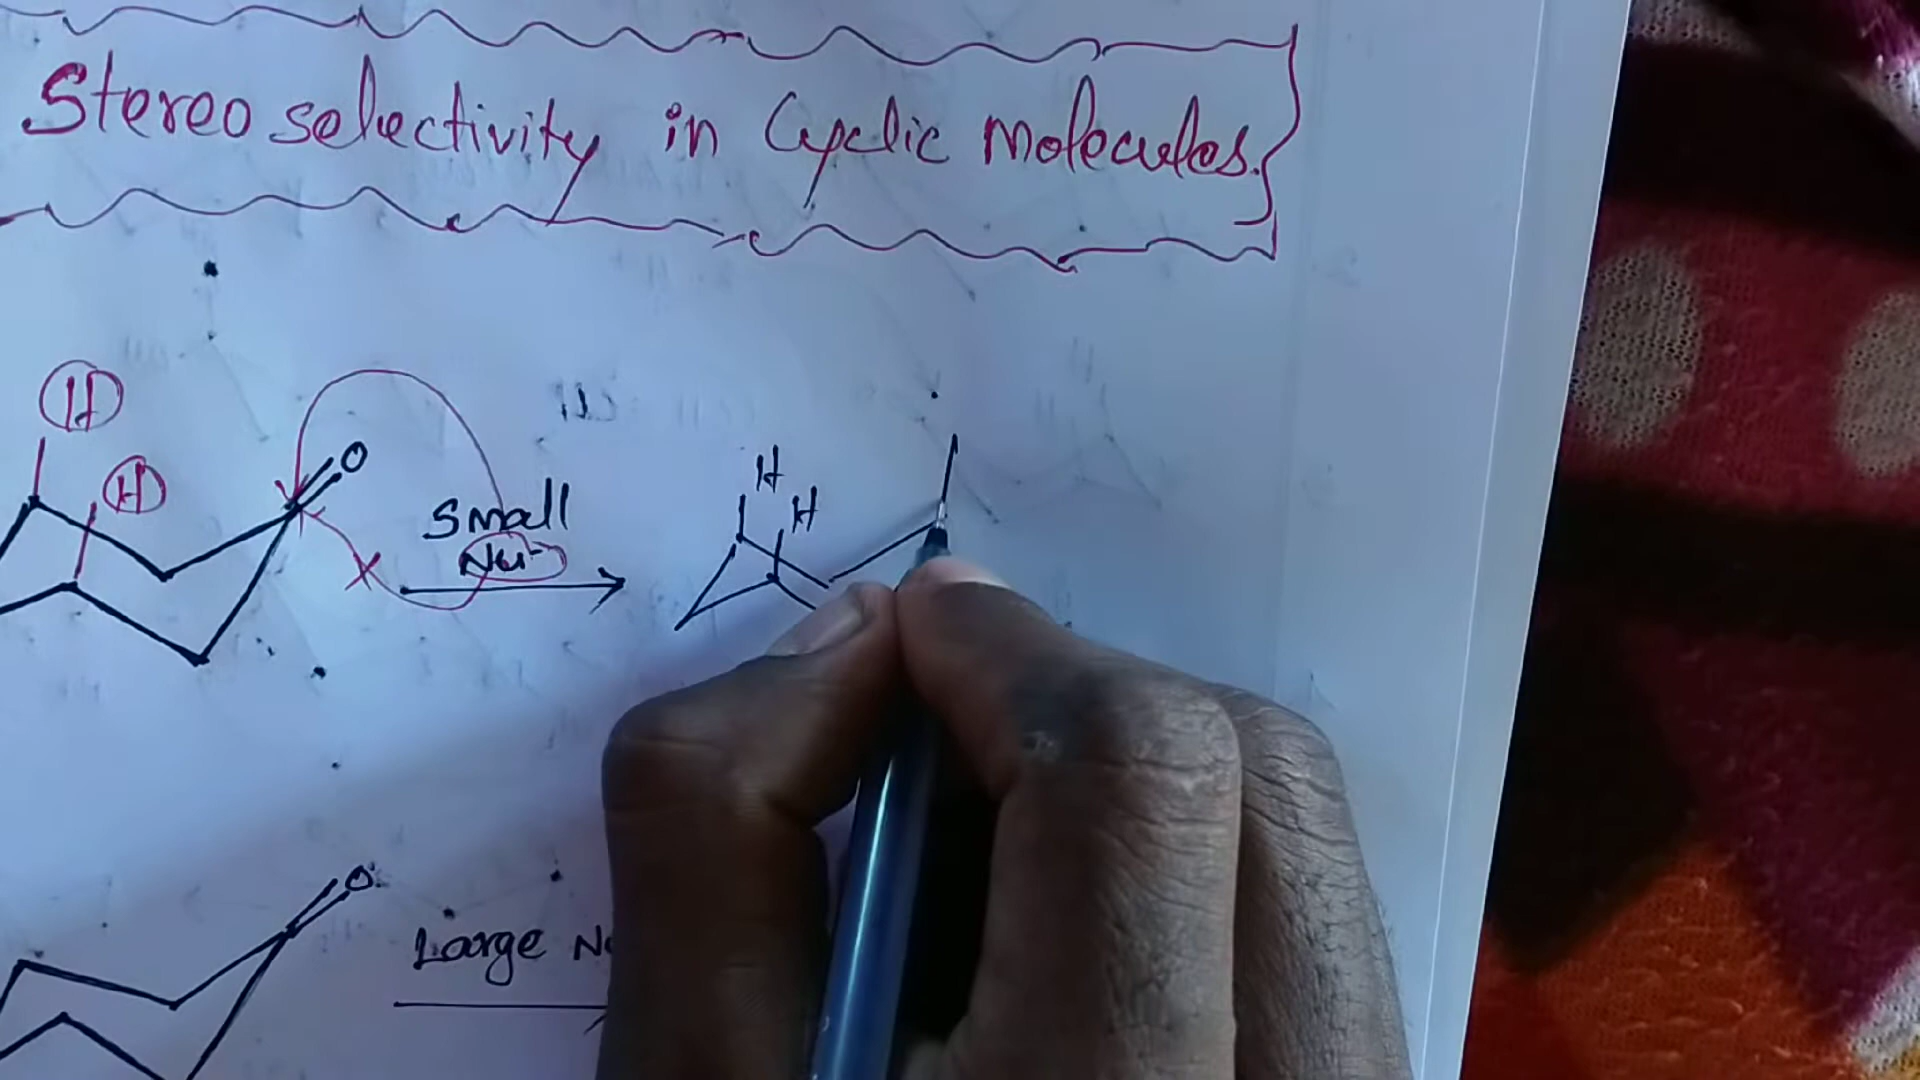 Stereo selectivity in Cyclic Molecules.
H
H
O
Small
Nu-
H
H
O
Large